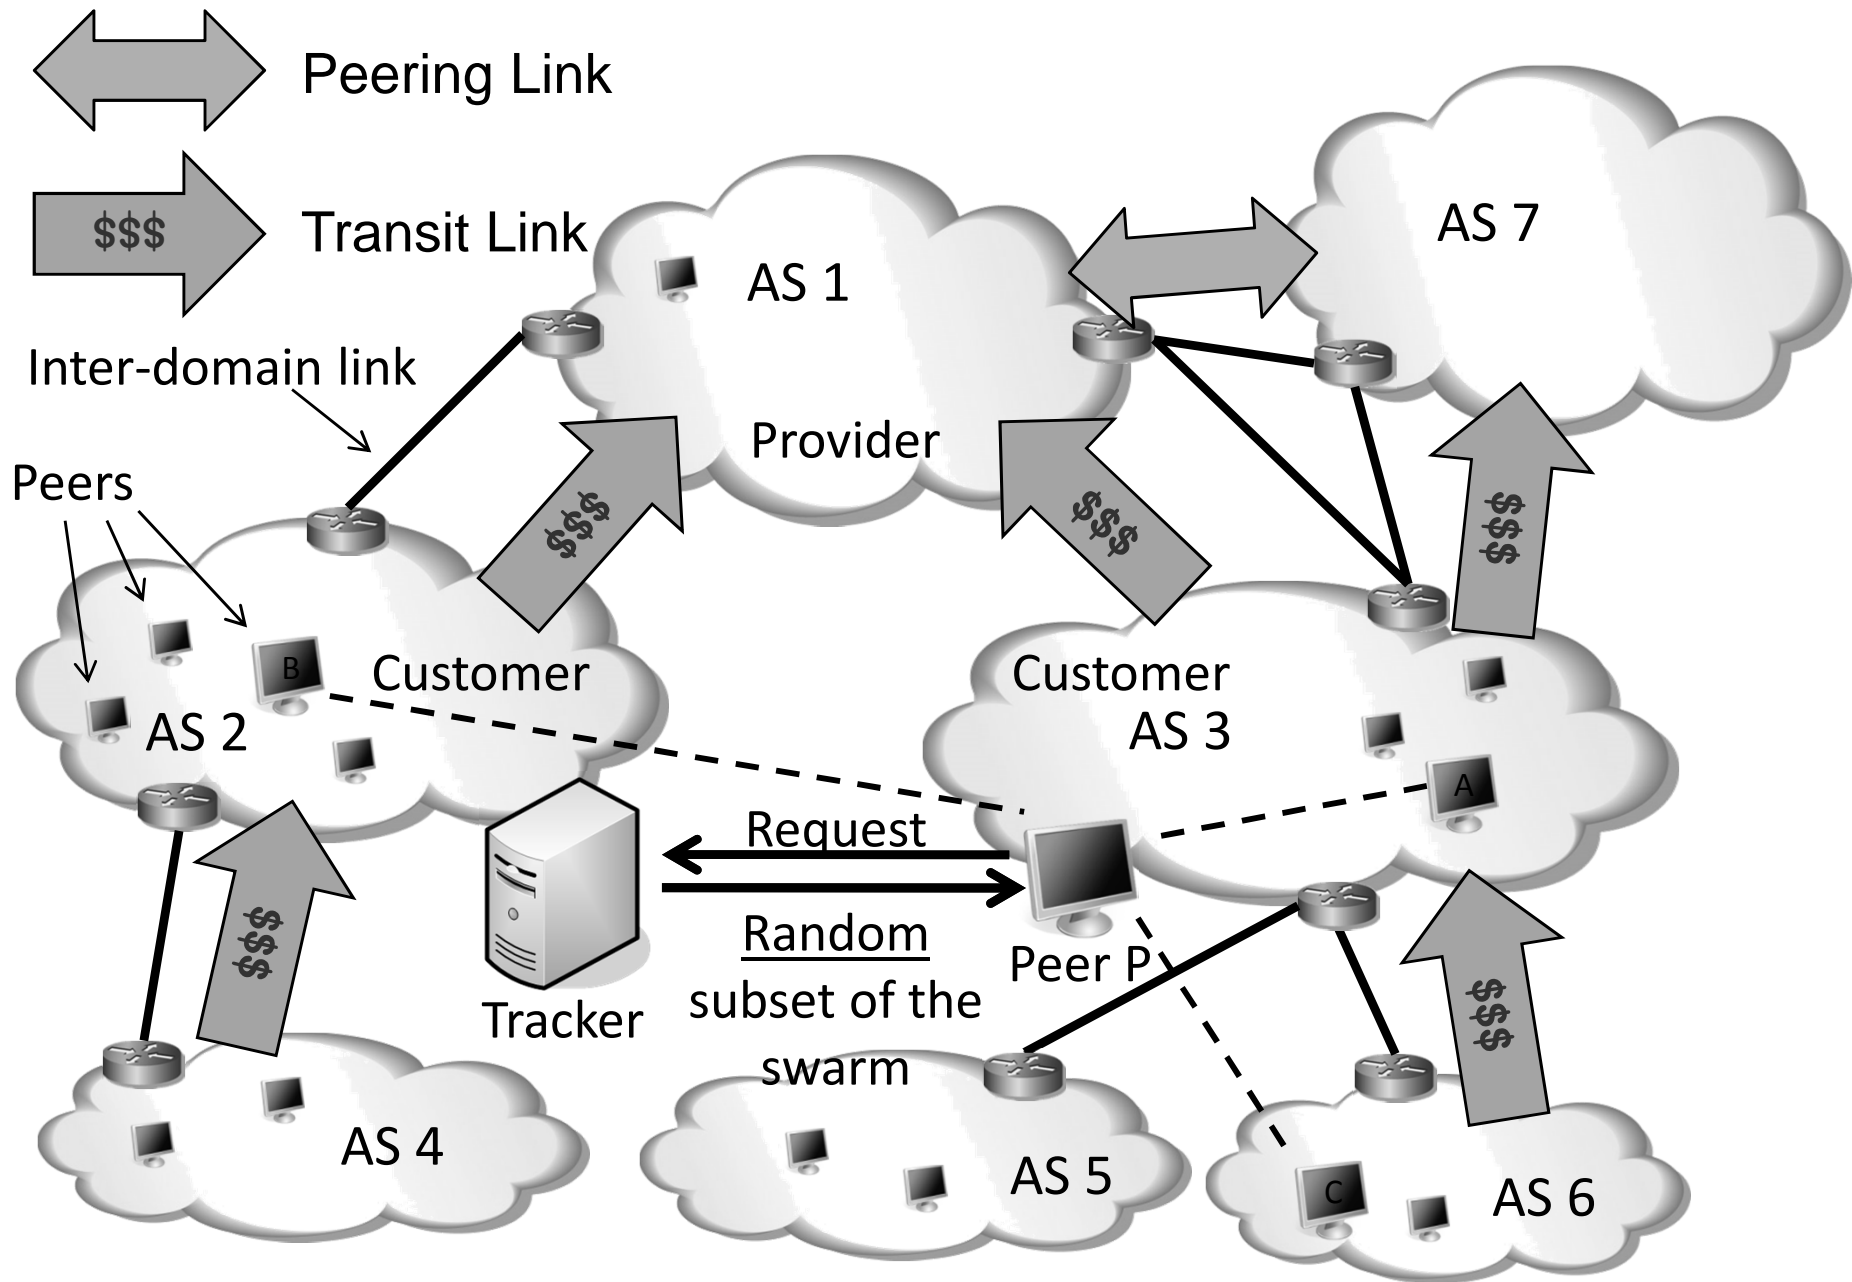 Peering Link
$$$
Transit Link
AS 7
AS 1
Inter-domain link
Provider
Peers
$$$
$$$
$$$
B
Customer
AS 2
Customer
AS 3
A
Request
Random
subset of the
swarm
Tracker
Peer P
$$$
$$$
AS 4
AS 5
C
AS 6